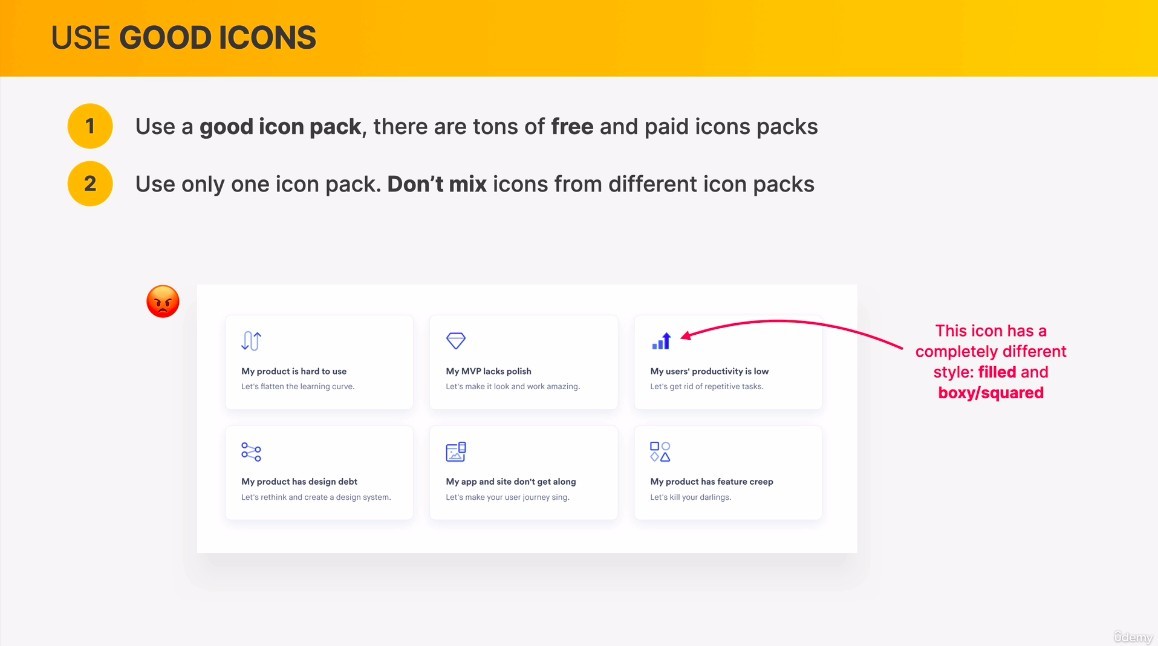 USE GOOD ICONS
1
Use a good icon pack, there are tons of free and paid icons packs
2
Use only one icon pack. Don’t mix icons from different icon packs
My product is hard to use
Let's flatten the learning curve.
My MVP lacks polish
Let's make it look and work amazing.
My users' productivity is low
Let's get rid of repetitive tasks.
This icon has a
completely different
style: filled and
boxy/squared
My product has design debt
Let's rethink and create a design system.
My app and site don't get along
Let's make your user journey sing.
My product has feature creep
Let's kill your darlings.
ûdemy